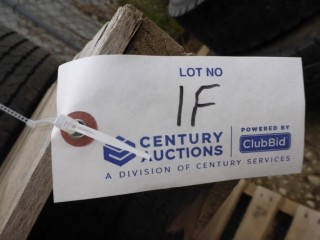 LOT NO
1F
CENTURY AUCTIONS
POWERED BY
ClubBid
A DIVISION OF CENTURY SERVICES